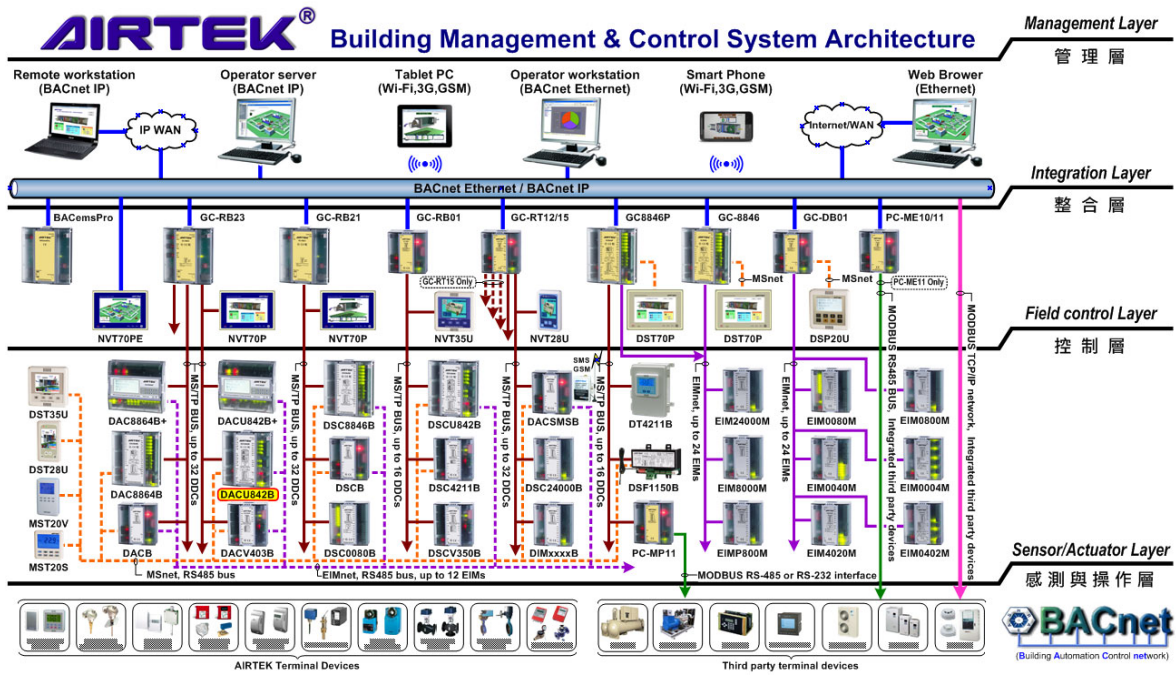 AIRTEK®
Building Management & Control System Architecture
Management Layer
管理層
Remote workstation
(BACnet IP)
Operator server
(BACnet IP)
Tablet PC
(Wi-Fi,3G,GSM)
Operator workstation
(BACnet Ethernet)
Smart Phone
(Wi-Fi,3G,GSM)
Web Brower
(Ethernet)
IP WAN
Internet/WAN
BACnet Ethernet / BACnet IP
Integration Layer
整合層
BACemsPro
GC-RB23
GC-RB21
GC-RB01
GC-RT12/15
GC8846P
GC-8846
GC-DB01
PC-ME10/11
GC-RT15 Only
MSnet
MSnet
PC-ME11 Only
NVT70PE
NVT70P
NVT70P
NVT35U
NVT28U
DST70P
DST70P
DSP20U
Field control Layer
控制層
SMS
GSM
DST35U
DAC8864B+
DACU842B+
DSC8846B
DSCU842B
DACSMSB
DT4211B
EIM24000M
EIM0080M
EIM0800M
DST28U
DAC8864B
DACU842B
DSCB
DSC4211B
DSC24000B
DSF1150B
EIM8000M
EIM0040M
EIM0004M
MST20V
MST20S
DACB
DACV403B
DSC0080B
DSCV350B
DIMxxxxB
PC-MP11
EIMP800M
EIM4020M
EIM0402M
MS/TP BUS, up to 32 DDCs
MS/TP BUS, up to 32 DDCs
MS/TP BUS, up to 16 DDCs
MS/TP BUS, up to 32 DDCs
MS/TP BUS, up to 16 DDCs
EIMnet, up to 24 EIMs
EIMnet, up to 24 EIMs
MODBUS RS485 BUS, Integrated third party devices
MODBUS TCP/IP network, Integrated third party devices
MSnet, RS485 bus
EIMnet, RS485 bus, up to 12 EIMs
MODBUS RS-485 or RS-232 interface
Sensor/Actuator Layer
感測與操作層
AIRTEK Terminal Devices
Third party terminal devices
BACnet
(Building Automation Control network)